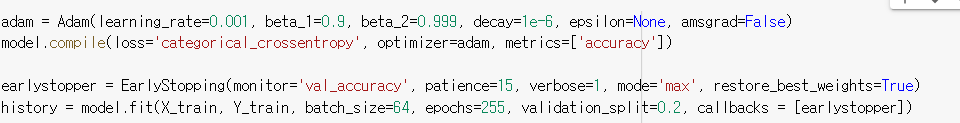 adam = Adam(learning_rate=0.001, beta_1=0.9, beta_2=0.999, decay=1e-6, epsilon=None, amsgrad=False)
model.compile(loss='categorical_crossentropy', optimizer=adam, metrics=['accuracy'])
earlystopper = EarlyStopping(monitor='val_accuracy', patience=15, verbose=1, mode='max', restore_best_weights=True)
history = model.fit(X_train, Y_train, batch_size=64, epochs=255, validation_split=0.2, callbacks = [earlystopper])